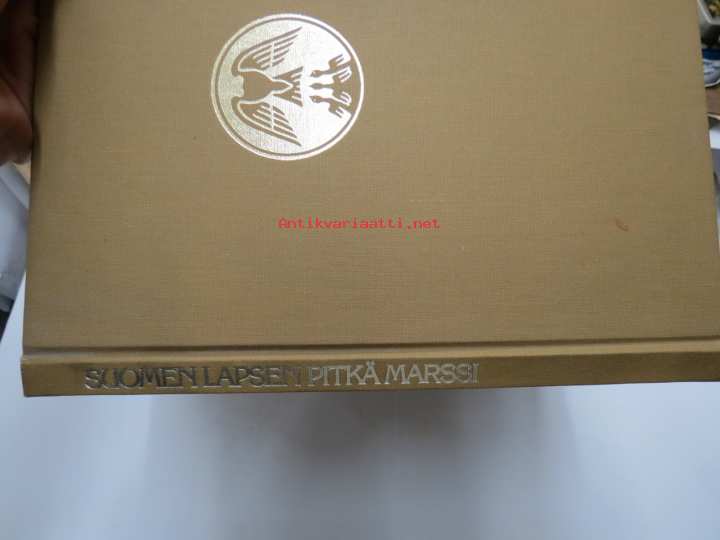 Antikvariaatti.net
SUOMEN LAPSEN PITKÄ MARSSI